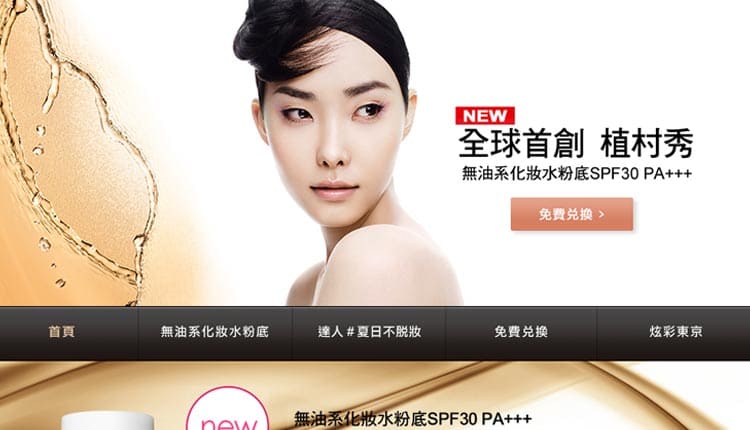 NEW
全球首創 植村秀
無油系化妝水粉底SPF30 PA+++
免費兌換 >
首頁
無油系化妝水粉底
達人#夏日不脫妝
免費兌換
炫彩東京
new
無油系化妝水粉底SPF30 PA+++